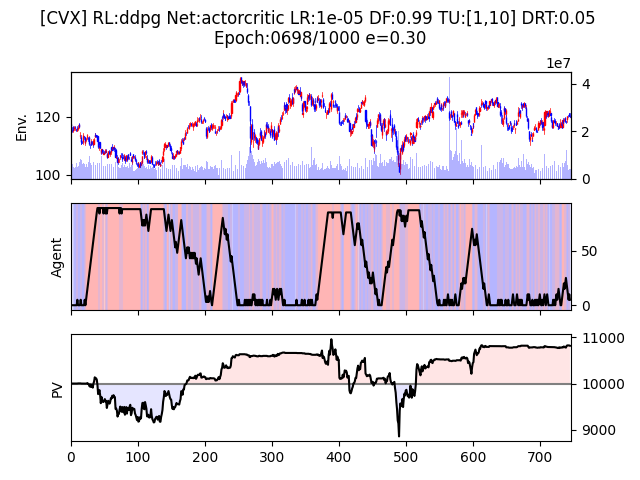 [CVX] RL:ddpg Net:actorcritic LR:1e-05 DF:0.99 TU:[1,10] DRT:0.05
Epoch:0698/1000 e=0.30
1e7
Env.
120
100
4
2
0
Agent
50
0
PV
11000
10000
9000
0 100 200 300 400 500 600 700